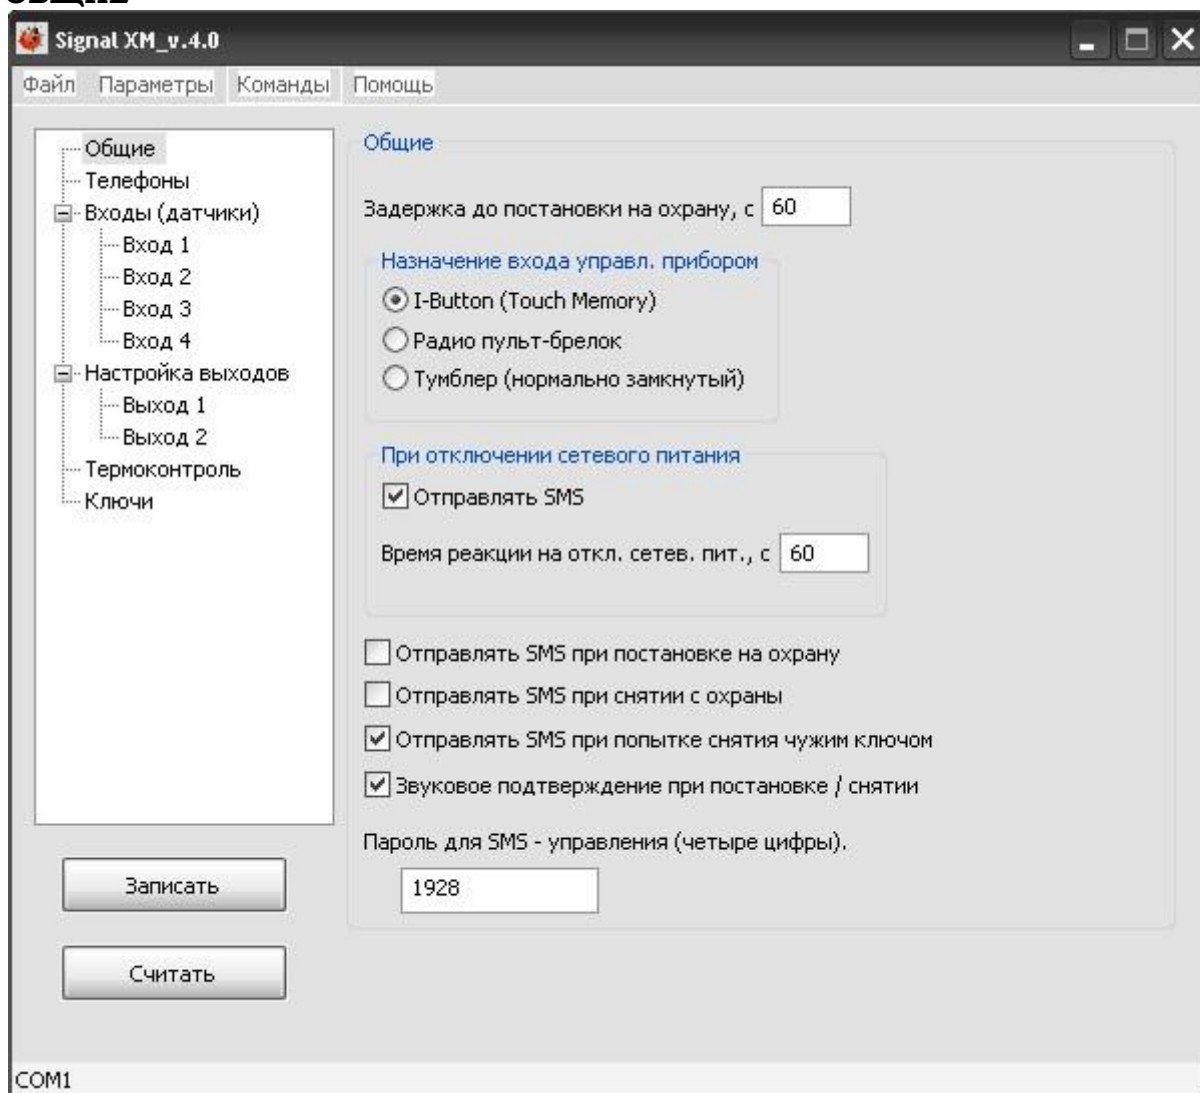 ОБЩИЕ
Signal XM_v.4.0
Файл Параметры Команды Помощь
Общие
Телефоны
Входы (датчики)
Вход 1
Вход 2
Вход 3
Вход 4
Настройка выходов
Выход 1
Выход 2
Термоконтроль
Ключи
Записать
Считать
Общие
Задержка до постановки на охрану, с 60
Назначение входа управл. прибором
I-Button (Touch Memory)
Радио пульт-брелок
Тумблер (нормально замкнутый)
При отключении сетевого питания
Отправлять SMS
Время реакции на откл. сетев. пит., с 60
Отправлять SMS при постановке на охрану
Отправлять SMS при снятии с охраны
Отправлять SMS при попытке снятия чужим ключом
Звуковое подтверждение при постановке / снятии
Пароль для SMS - управления (четыре цифры).
1928
COM1